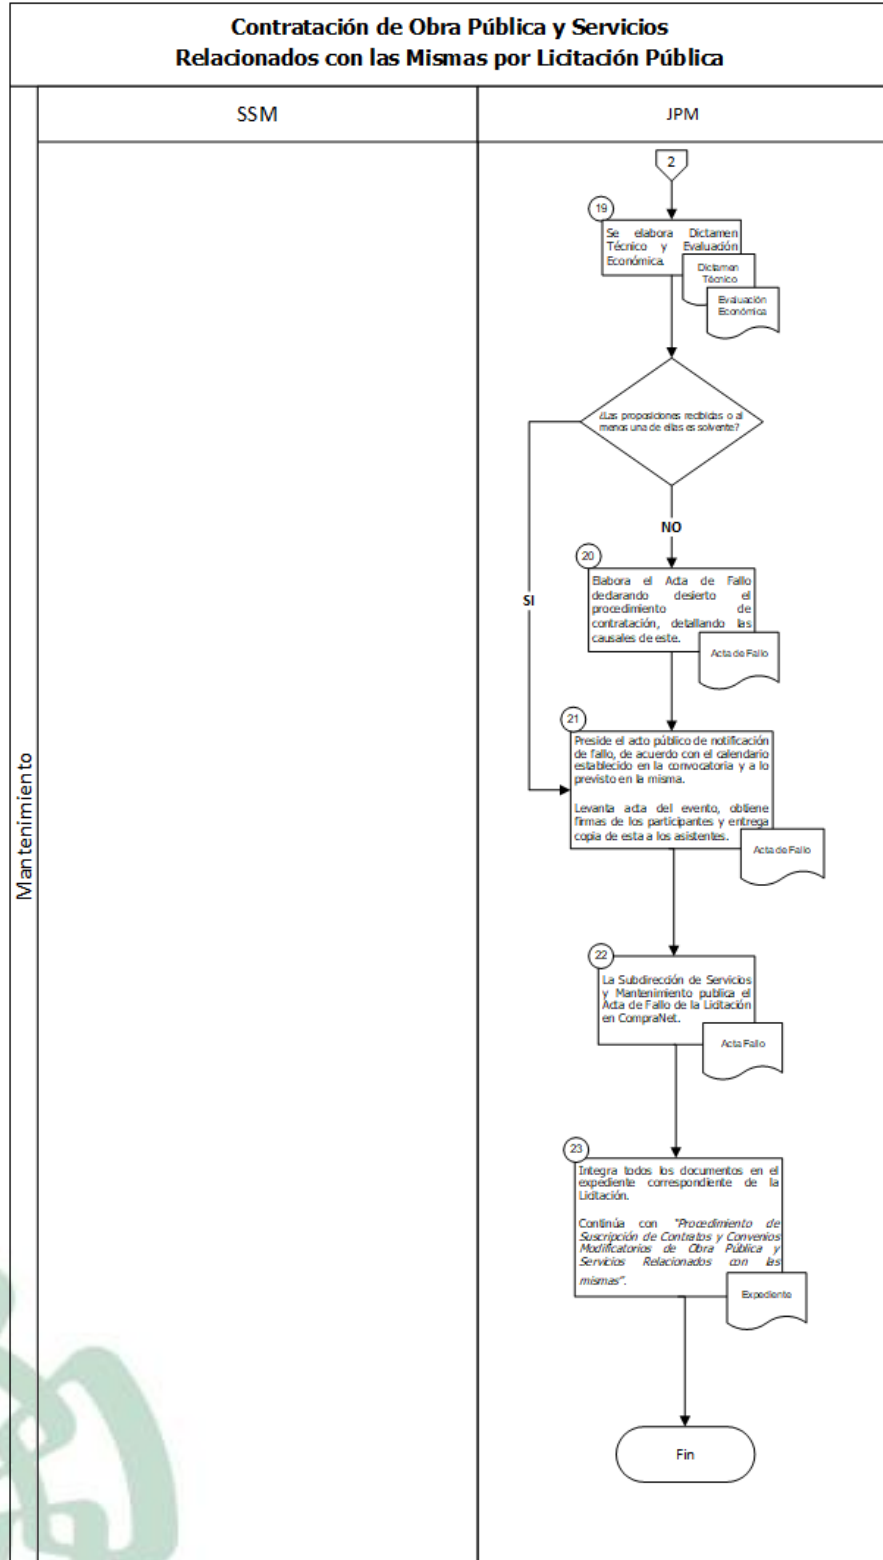 Contratación de Obra Pública y Servicios
Relacionados con las Mismas por Licitación Pública
SSM
JPM
Mantenimiento
2
19
Se elabora Dictamen
Técnico y Evaluación
Económica.
Dictamen
Técnico
Evaluación
Económica
¿Las proposiciones recibidas o al
menos una de ellas es solvente?
NO
SI
20
Elabora el Acta de Fallo
declarando desierto el
procedimiento de
contratación, detallando las
causales de este.
Acta de Fallo
21
Preside el acto público de notificación
de fallo, de acuerdo con el calendario
establecido en la convocatoria y a lo
previsto en la misma.
Levanta acta del evento, obtiene
firmas de los participantes y entrega
copia de esta a los asistentes.
Acta de Fallo
22
La Subdirección de Servicios
y Mantenimiento publica el
Acta de Fallo de la Licitación
en CompraNet.
Acta Fallo
23
Integra todos los documentos en el
expediente correspondiente de la
Licitación.
Continúa con "Procedimiento de
Suscripción de Contratos y Convenios
Modificatorios de Obra Pública y
Servicios Relacionados con las
mismas".
Expediente
Fin